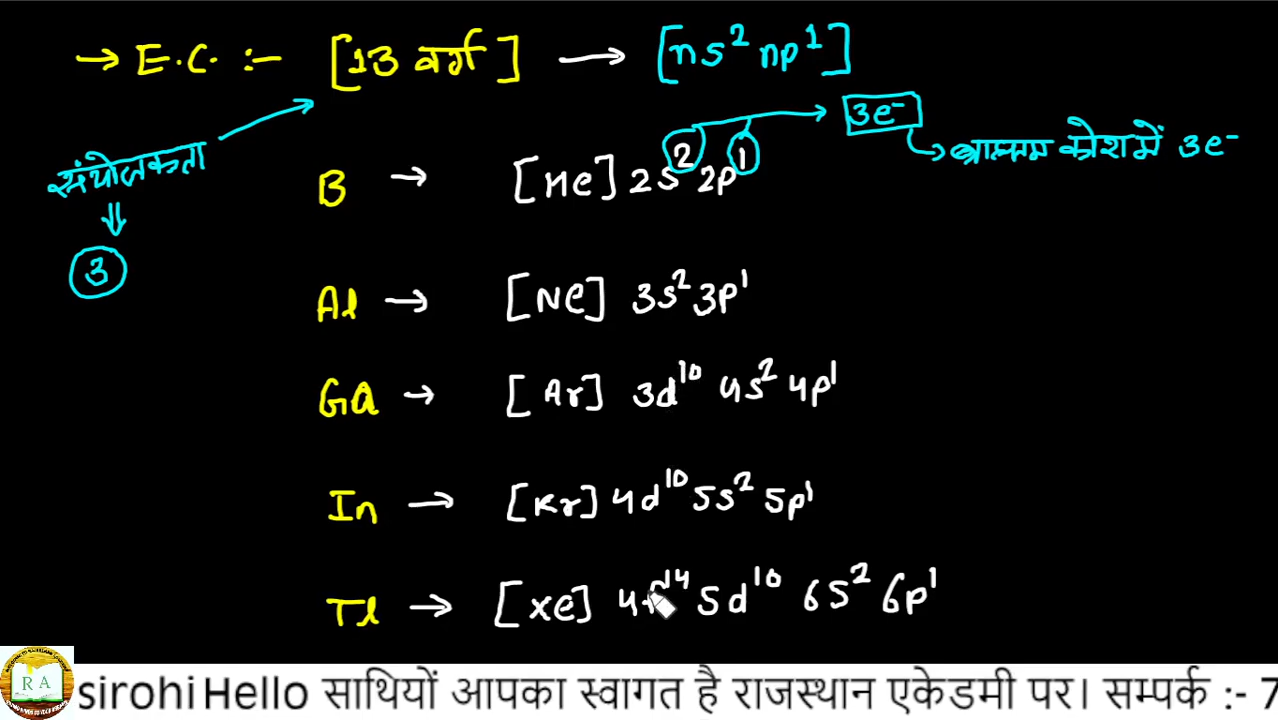 → E.C. :- [13 वर्ग] → [ns² np¹]
संयोजकता
3
3e⁻
बाह्यतम कोश में 3e⁻
B → [He] 2s² 2p¹
Al → [Ne] 3s² 3p¹
Ga → [Ar] 3d¹⁰ 4s² 4p¹
In → [Kr] 4d¹⁰ 5s² 5p¹
Tl → [Xe] 4f¹⁴ 5d¹⁰ 6s² 6p¹
R A
sirohi Hello साथियों आपका स्वागत है राजस्थान एकेडमी पर। सम्पर्क :- 7